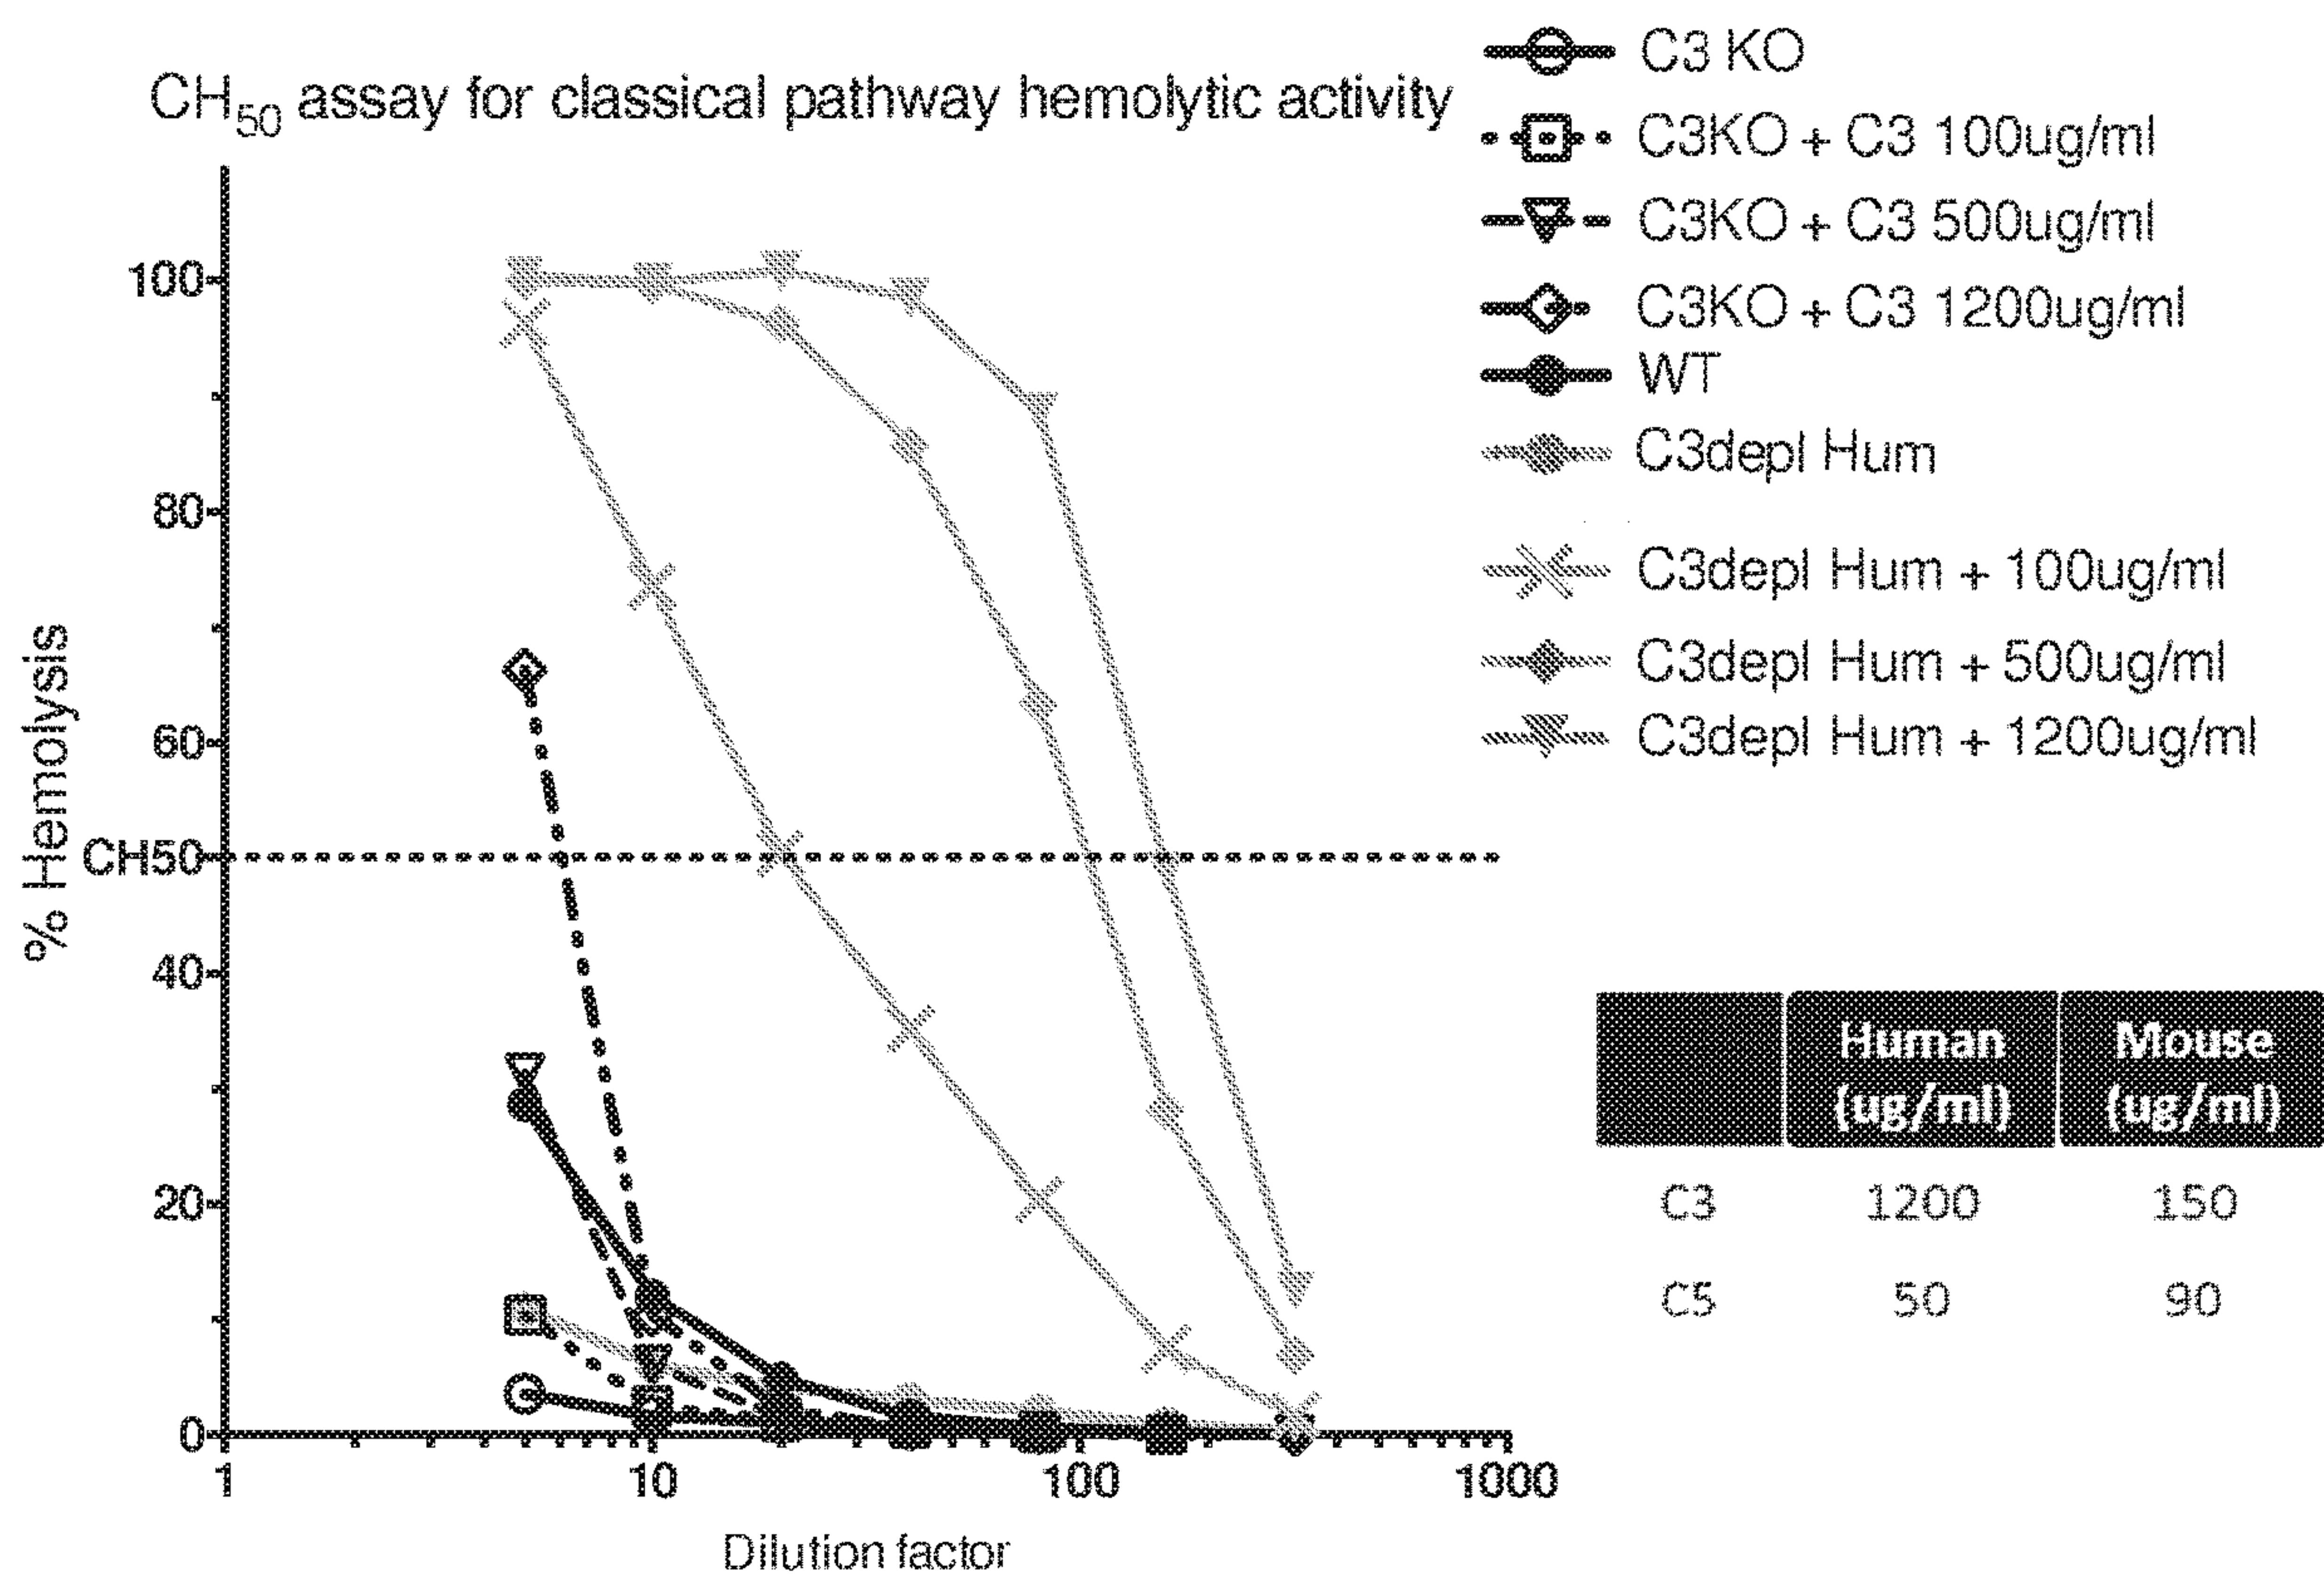 CH50 assay for classical pathway hemolytic activity
C3 KO
C3KO + C3 100ug/ml
C3KO + C3 500ug/ml
C3KO + C3 1200ug/ml
WT
C3depl Hum
C3depl Hum + 100ug/ml
C3depl Hum + 500ug/ml
C3depl Hum + 1200ug/ml
% Hemolysis
100
80
60
CH50
40
20
0
1 10 100 1000
Dilution factor
Human (ug/ml) Mouse (ug/ml)
C3 1200 150
C5 50 90